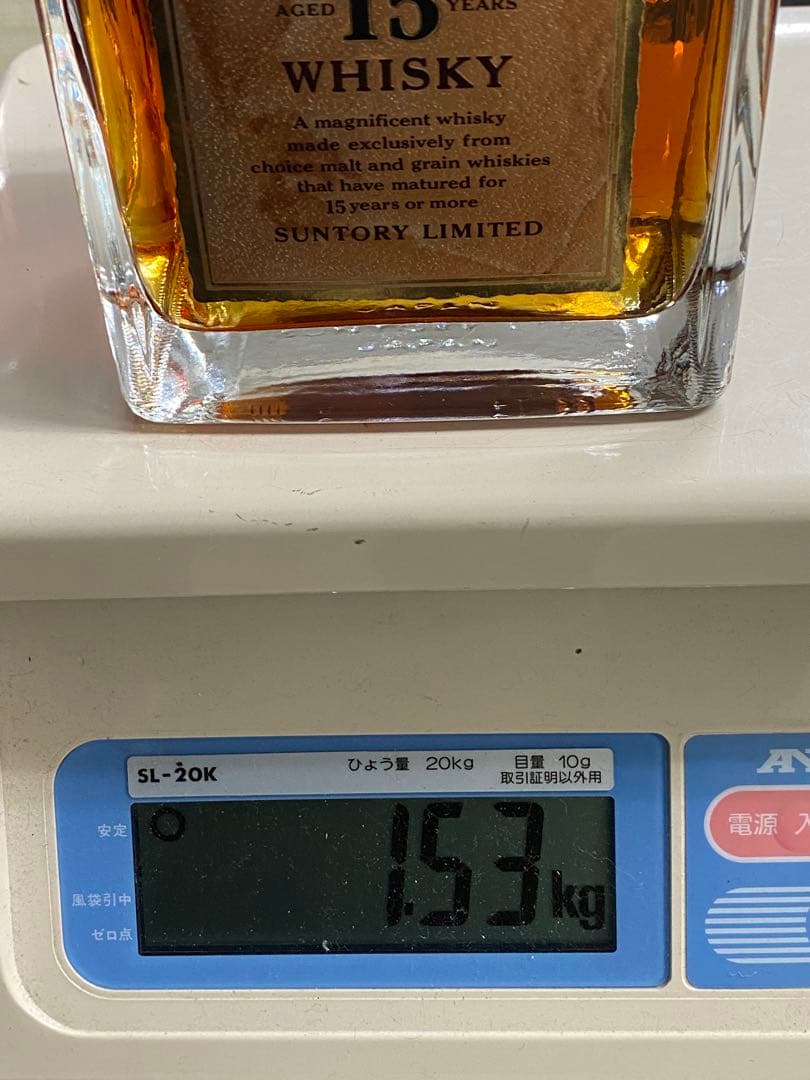 AGED 15 YEARS
WHISKY
A magnificent whisky
made exclusively from
choice malt and grain whiskies
that have matured for
15 years or more
SUNTORY LIMITED
SL-20K
ひょう量 20kg
目量 10g
取引証明以外用
安定
1.53 kg
風袋引中
ゼロ点
電源 入